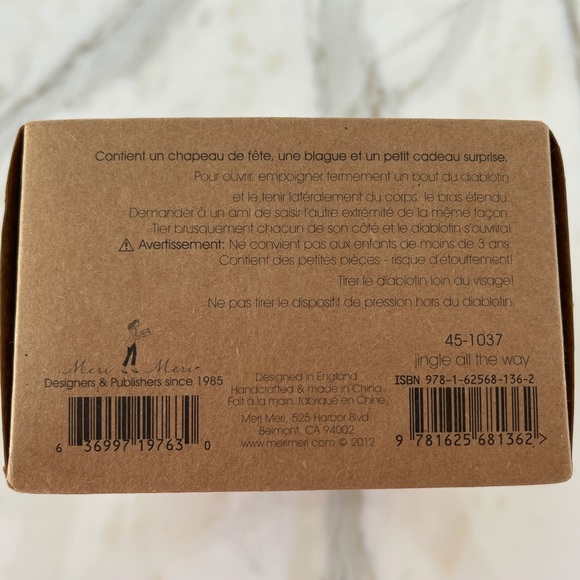 Contient un chapeau de fête, une blague et un petit cadeau surprise.
Pour ouvrir, empoigner fermement un bout du diablotin
et le tenir latéralement du corps, le bras étendu.
Demander à un ami de saisir l'autre extrémité de la même façon.
Tier brusquement chacun de son côté et le diablotin s'ouvrira!
⚠ Avertissement: Ne convient pas aux enfants de moins de 3 ans.
Contient des petites pièces - risque d'étouffement!
Tirer le diablotin loin du visage!
Ne pas tirer le dispositif de pression hors du diablotin.
Meri Meri
Designers & Publishers since 1985
6 36997 19763 0
Designed in England
Handcrafted & made in China
Fait à la main, fabriqué en Chine
Meri Meri, 525 Harbor Blvd
Belmont, CA 94002
www.merimeri.com © 2012
45-1037
jingle all the way
ISBN 978-1-62568-136-2
9 781625 681362 >